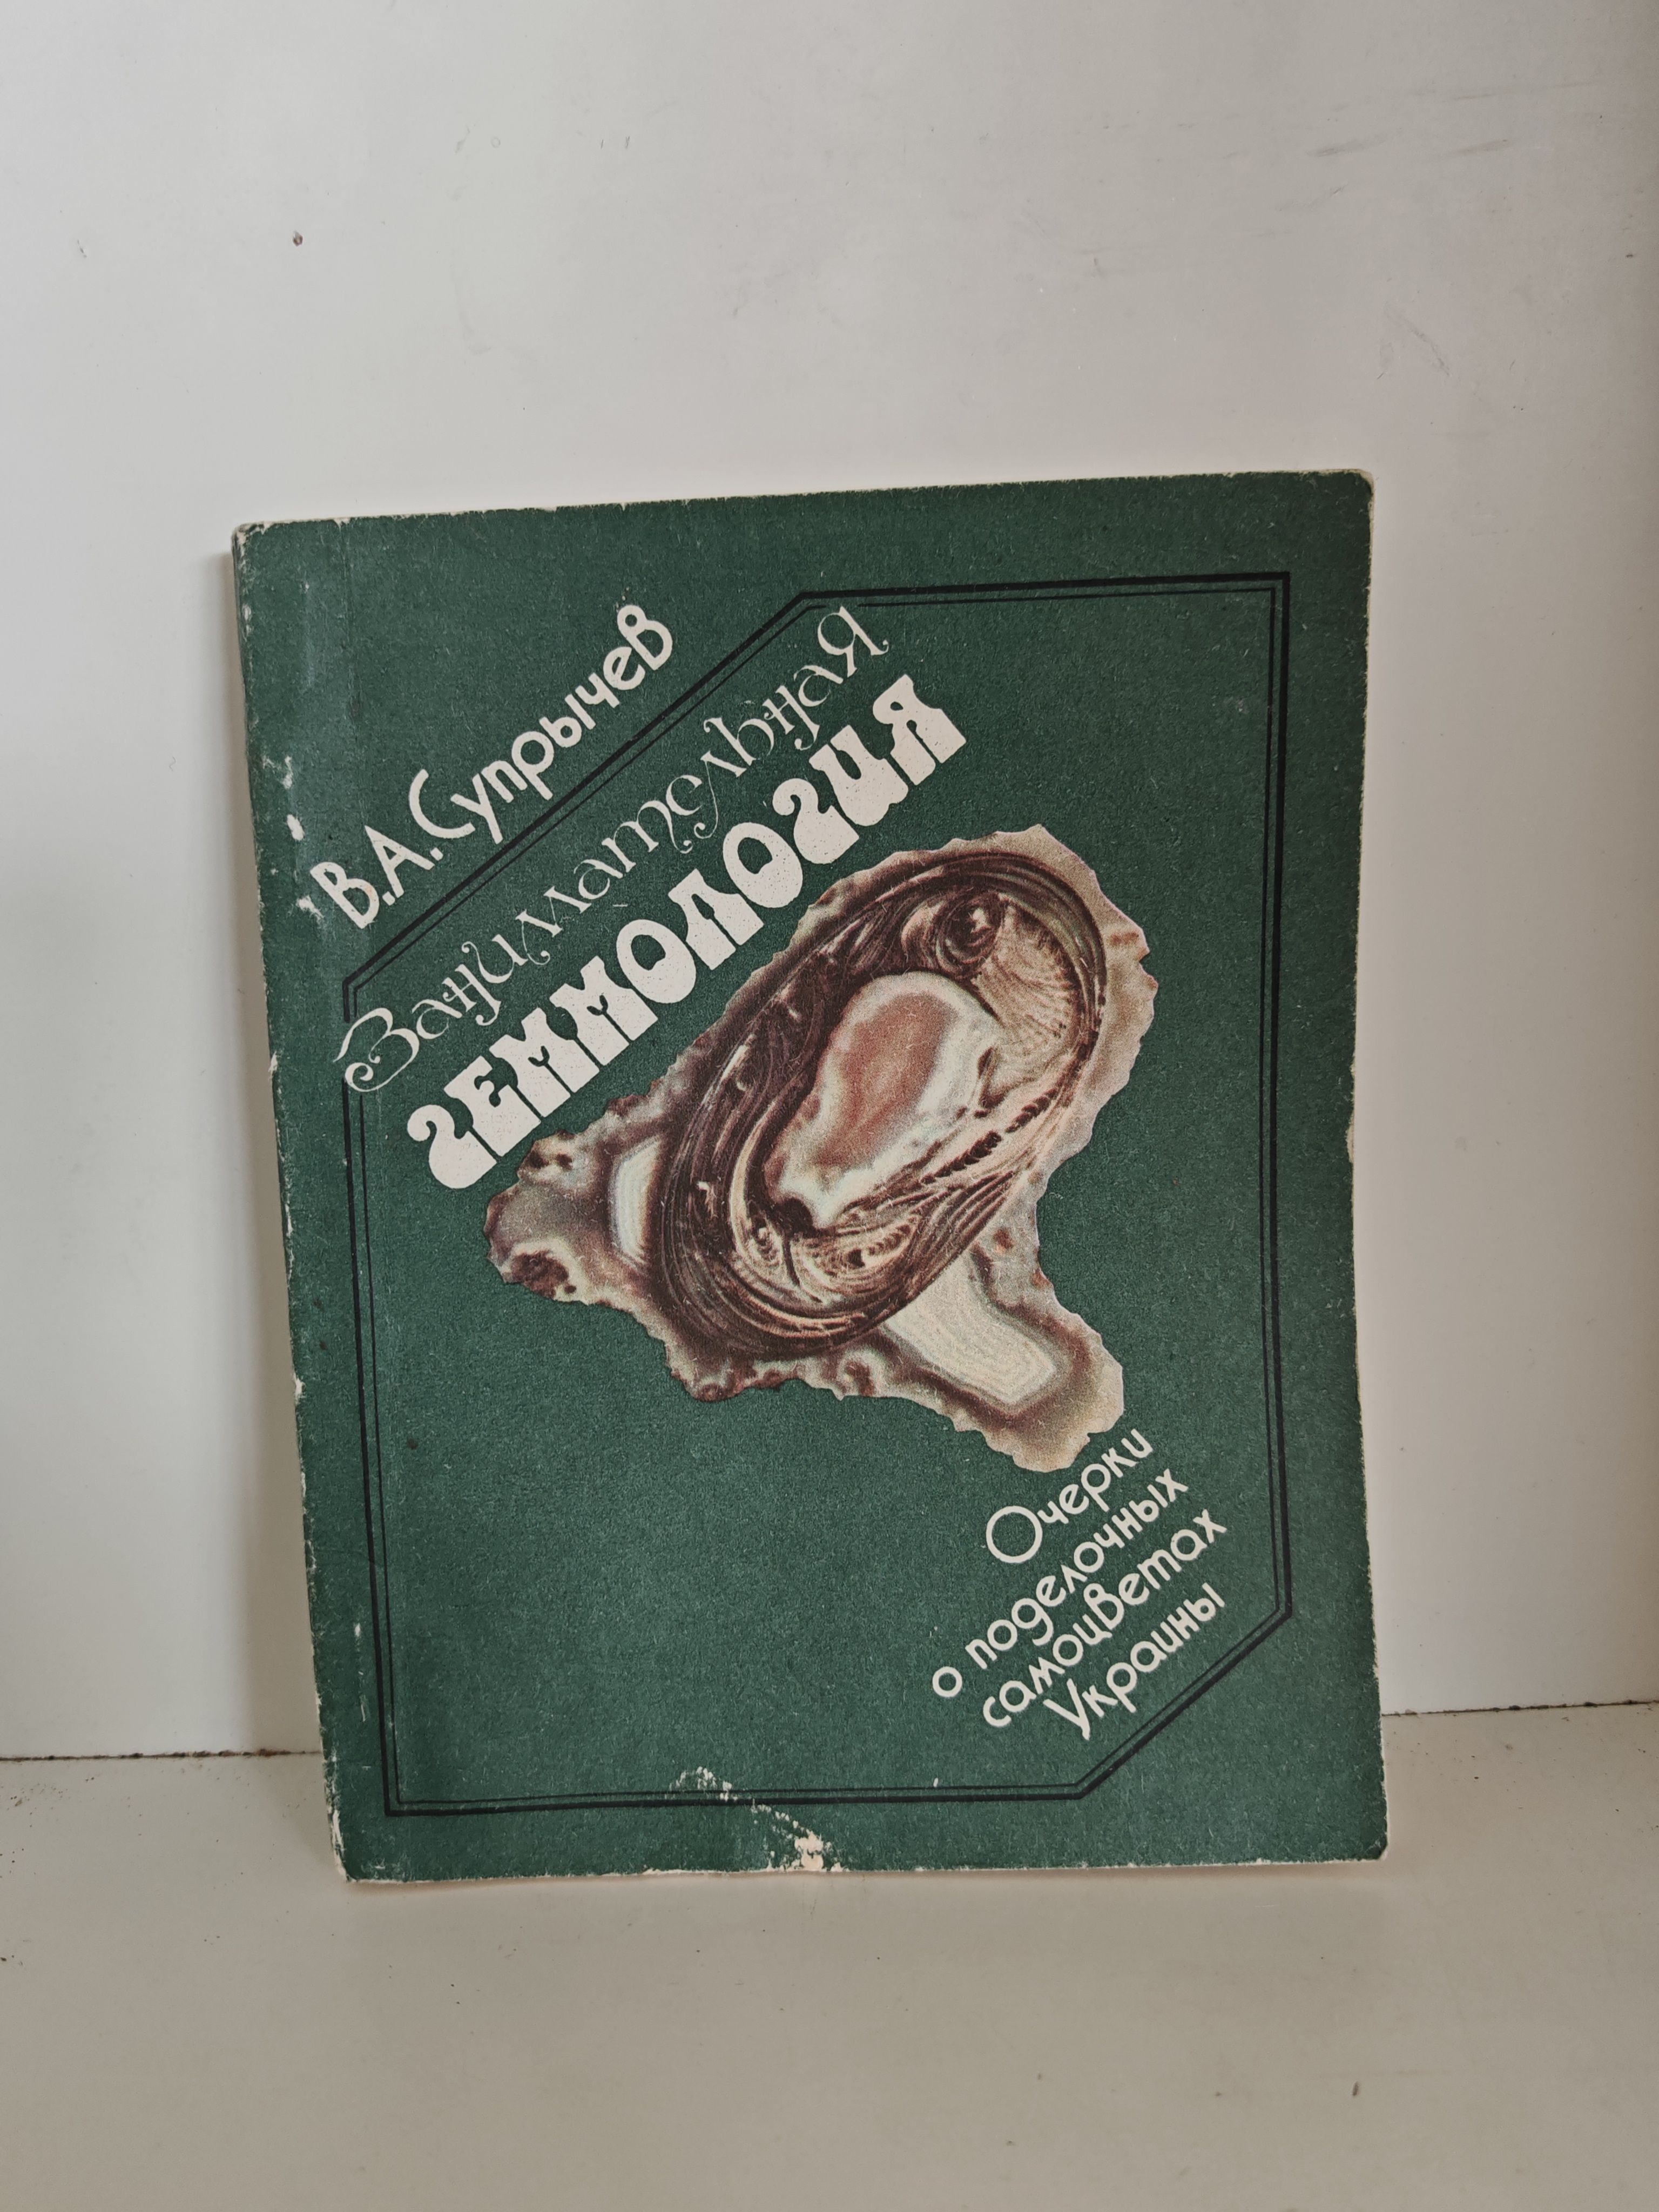 В.А.Супрычев
Занимательная
геммология
Очерки
о поделочных
самоцветах
Украины